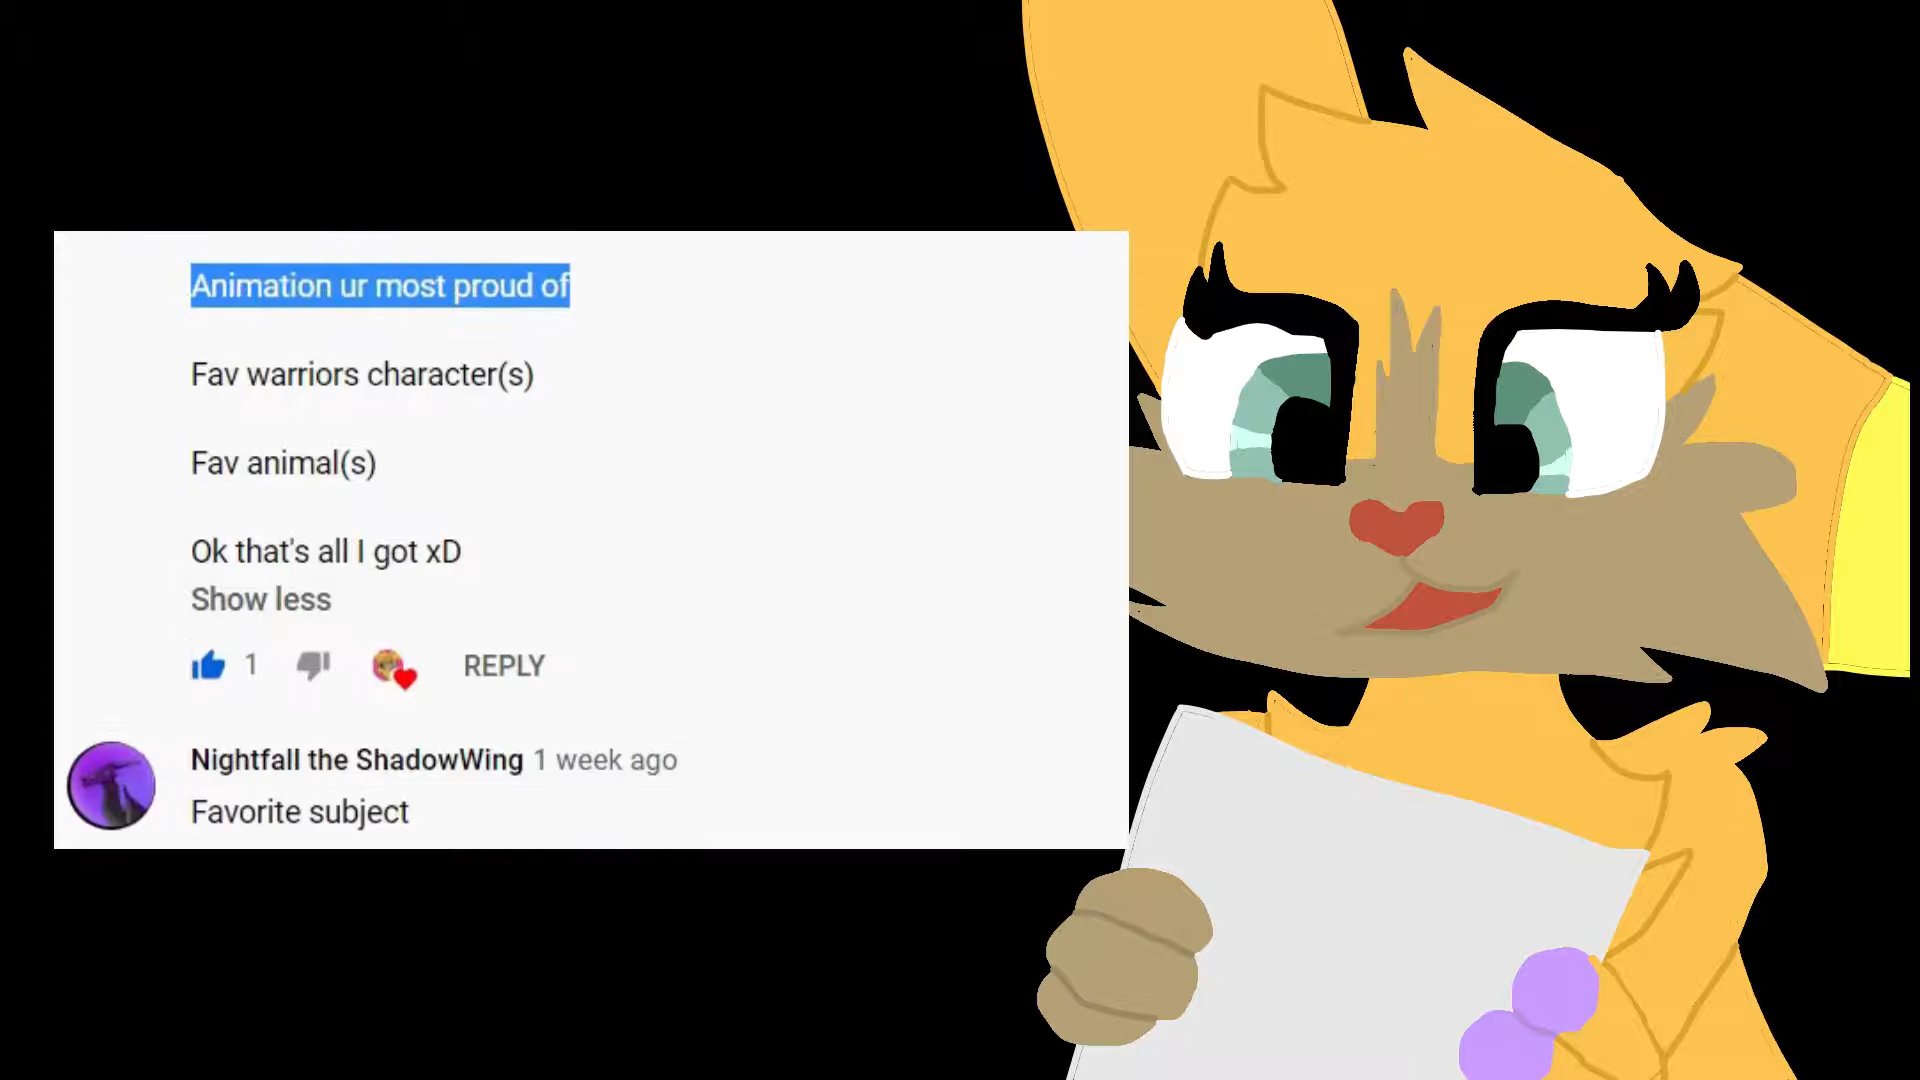 Animation ur most proud of
Fav warriors character(s)
Fav animal(s)
Ok that's all I got xD
Show less
1
REPLY
Nightfall the ShadowWing 1 week ago
Favorite subject